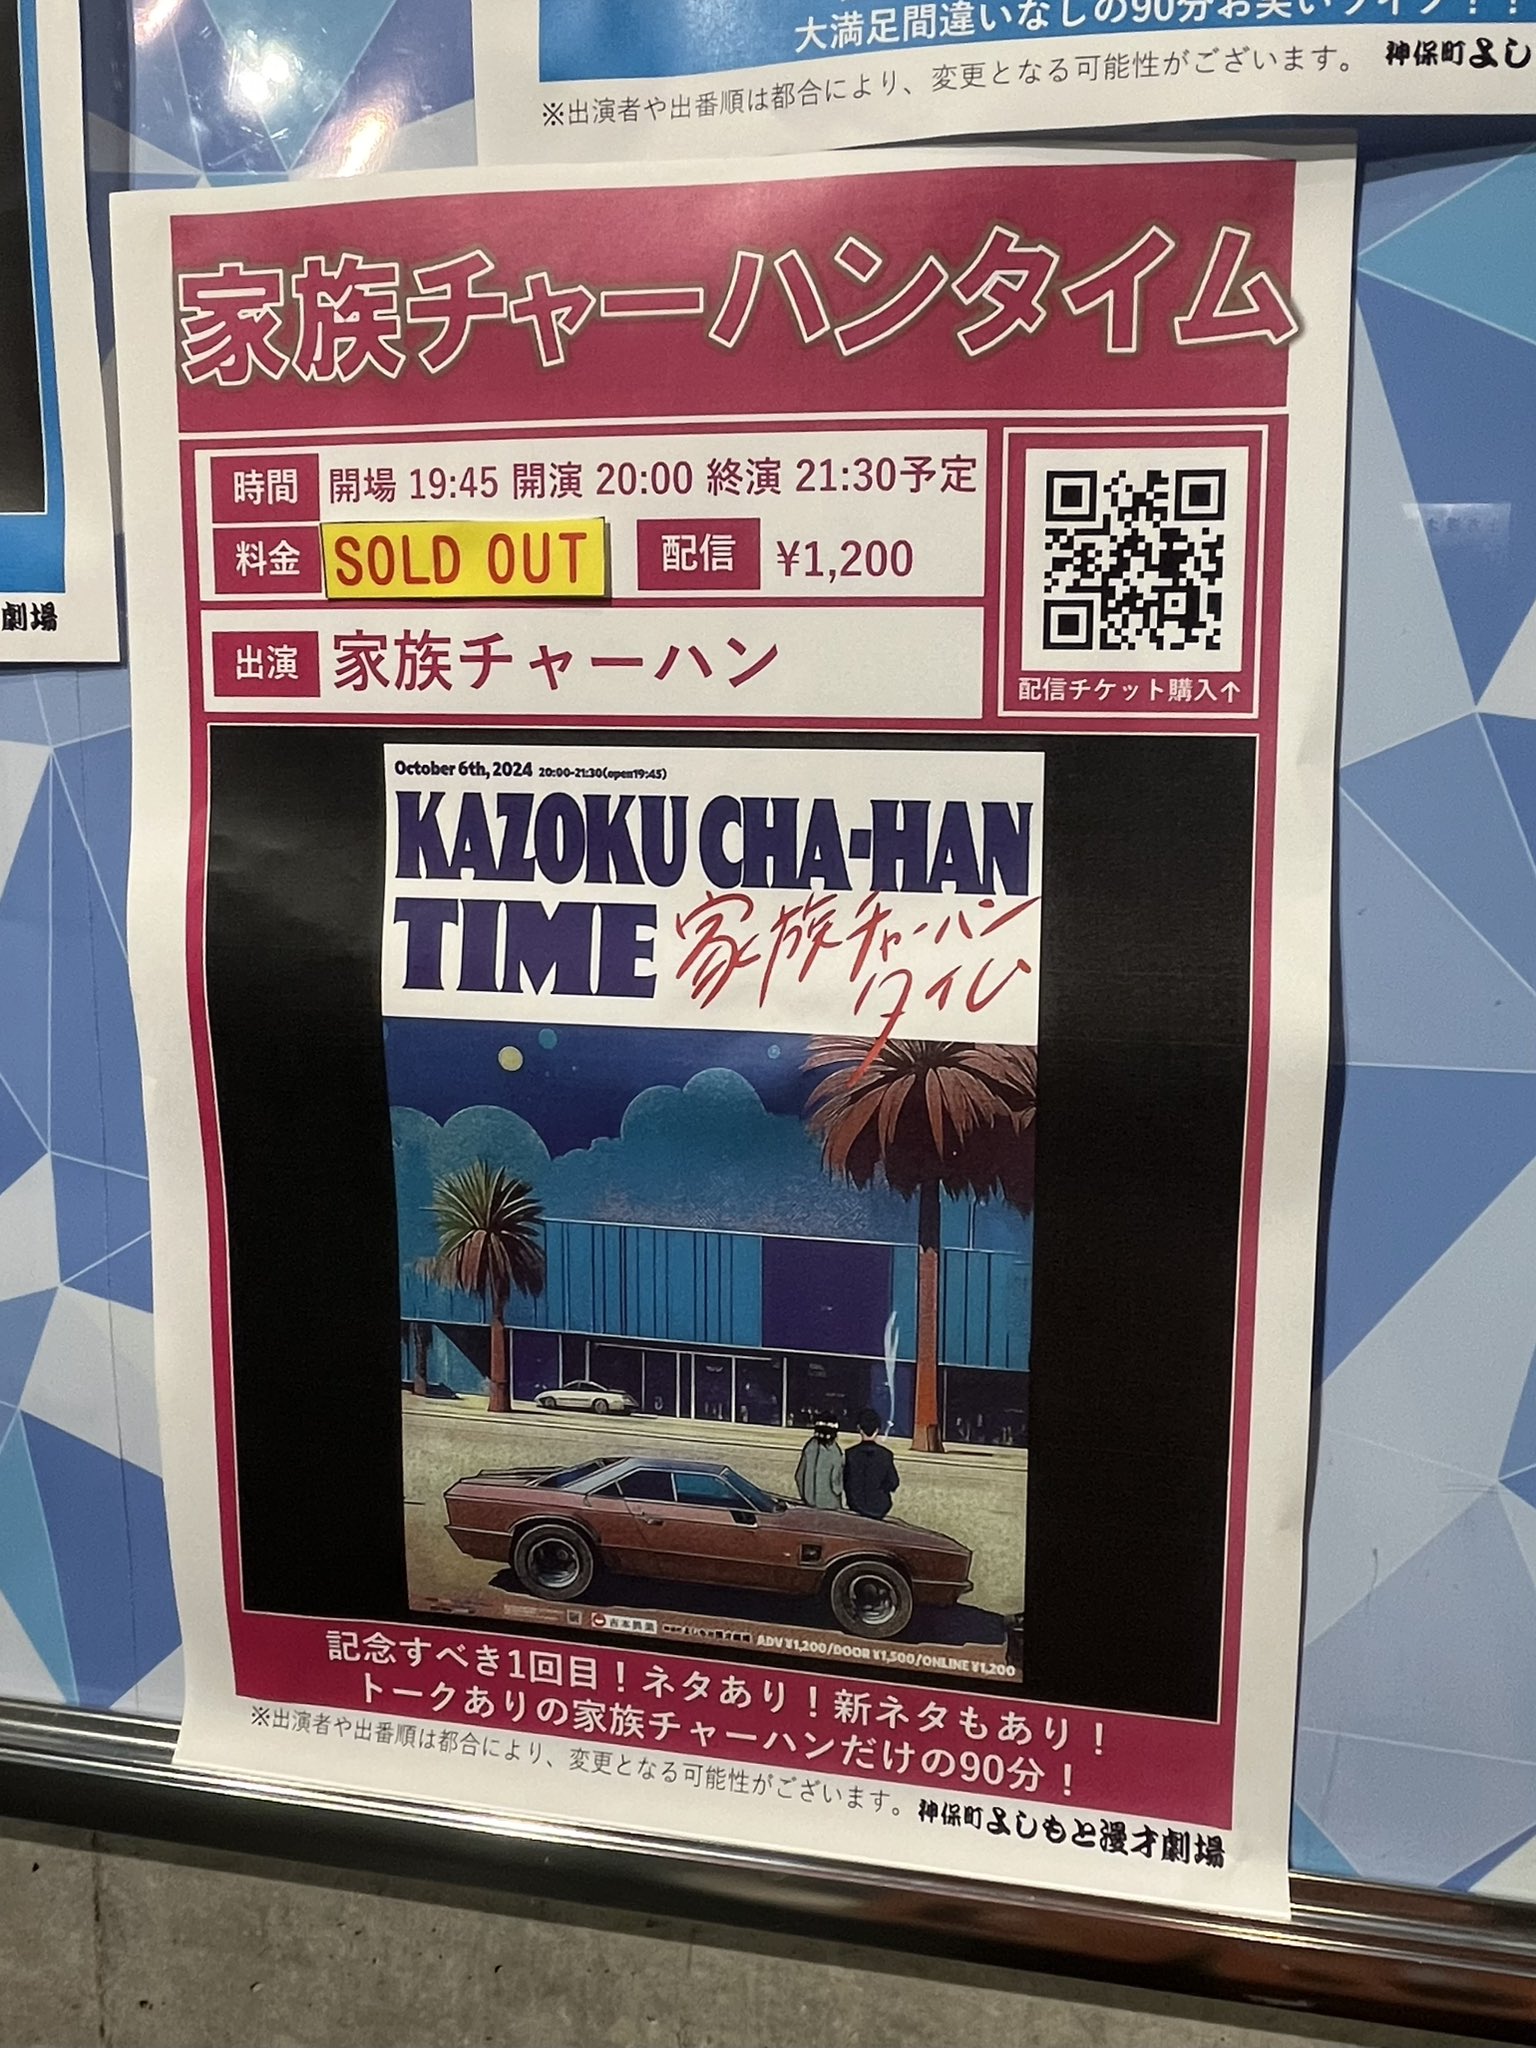 大満足間違いなしの90分お笑いライブ！！
※出演者や出番順は都合により、変更となる可能性がございます。
神保町よし
劇場
家族チャーハンタイム
時間 開場 19:45 開演 20:00 終演 21:30予定
料金 SOLD OUT 配信 ¥1,200
出演 家族チャーハン
配信チケット購入↑
October 6th, 2024 20:00-21:30(open19:45)
KAZOKU CHA-HAN
TIME 家族チャーハン
タイム
吉本興業
ADV ¥1,200/DOOR ¥1,500/ONLINE ¥1,200
記念すべき1回目！ネタあり！新ネタもあり！
トークありの家族チャーハンだけの90分！
※出演者や出番順は都合により、変更となる可能性がございます。
神保町よしもと漫才劇場